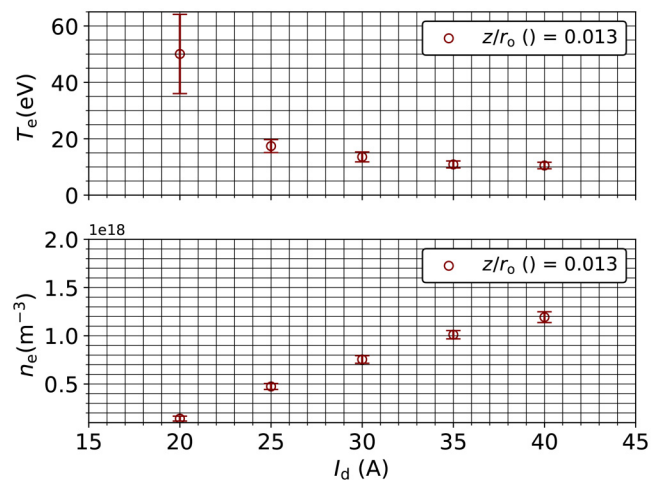 60
40
20
0
T_e(eV)
z/r_o () = 0.013
1e18
2.0
1.5
1.0
0.5
n_e(m⁻³)
z/r_o () = 0.013
15 20 25 30 35 40 45
I_d (A)